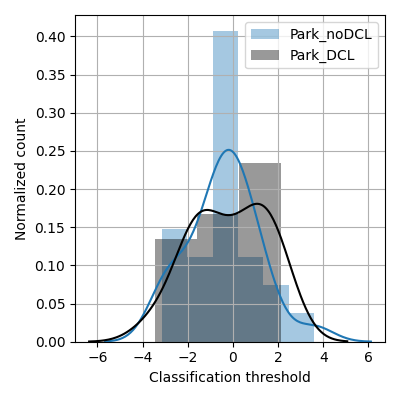 Park_noDCL
Park_DCL
Normalized count
0.40
0.35
0.30
0.25
0.20
0.15
0.10
0.05
0.00
−6 −4 −2 0 2 4 6
Classification threshold